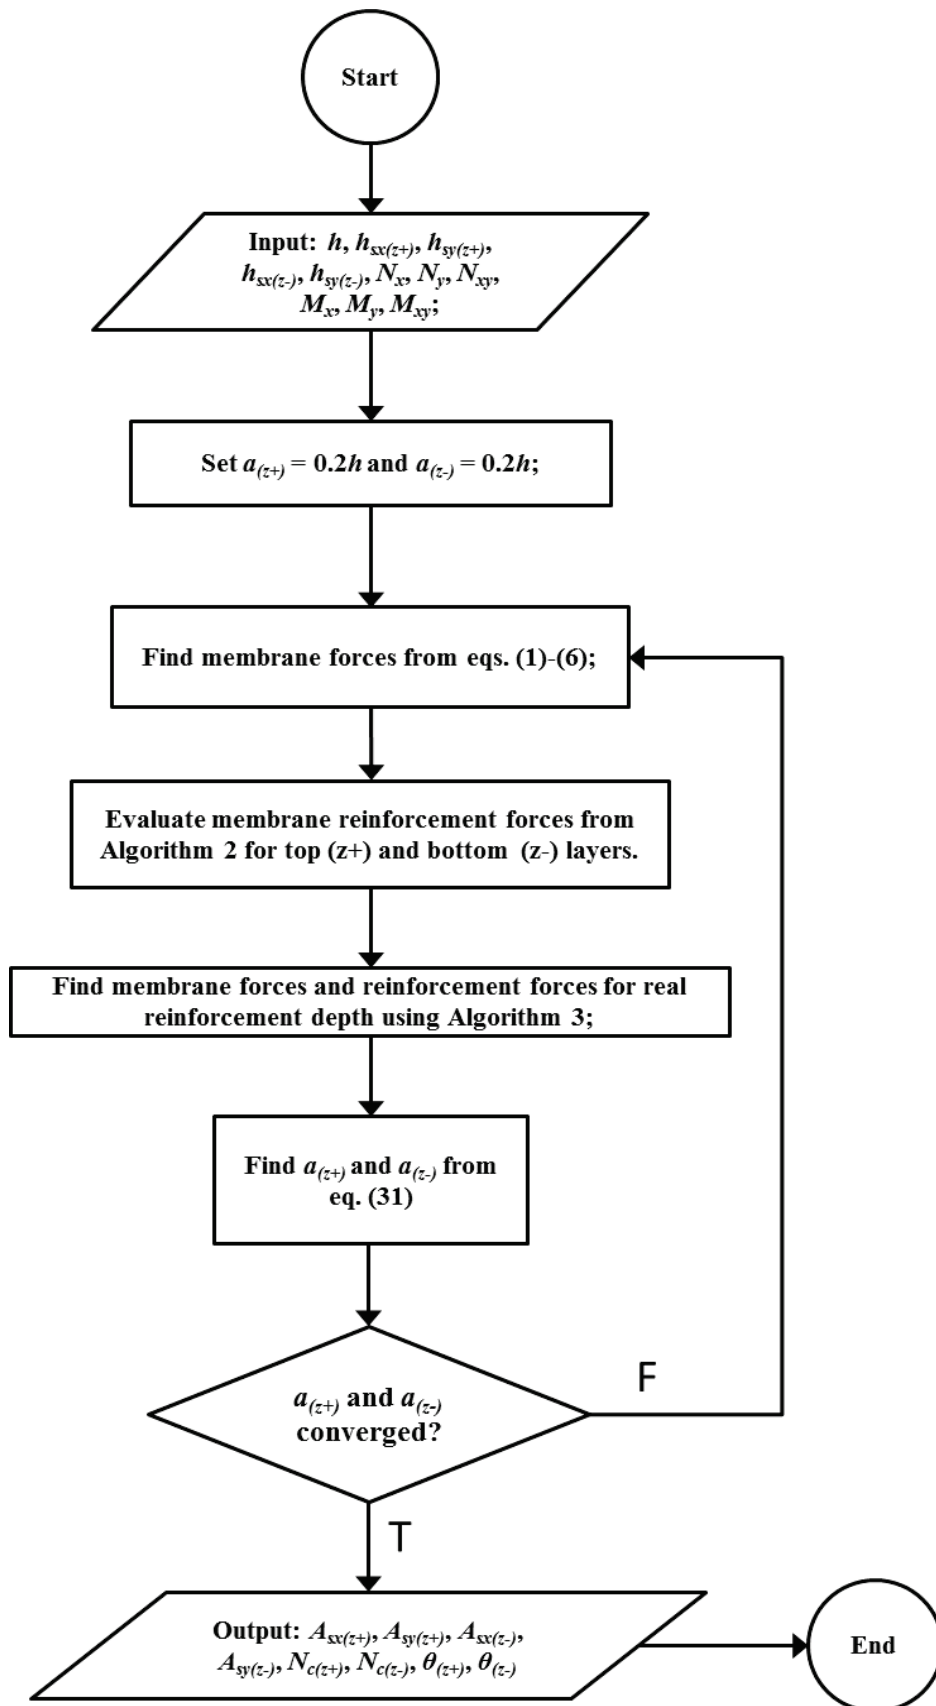 Start
Input: h, hsx(z+), hsy(z+),
hsx(z-), hsy(z-), Nx, Ny, Nxy,
Mx, My, Mxy;
Set a(z+) = 0.2h and a(z-) = 0.2h;
Find membrane forces from eqs. (1)-(6);
Evaluate membrane reinforcement forces from
Algorithm 2 for top (z+) and bottom (z-) layers.
Find membrane forces and reinforcement forces for real
reinforcement depth using Algorithm 3;
Find a(z+) and a(z-) from
eq. (31)
a(z+) and a(z-)
converged?
F
T
Output: Asx(z+), Asy(z+), Asx(z-),
Asy(z-), Nc(z+), Nc(z-), θ(z+), θ(z-)
End